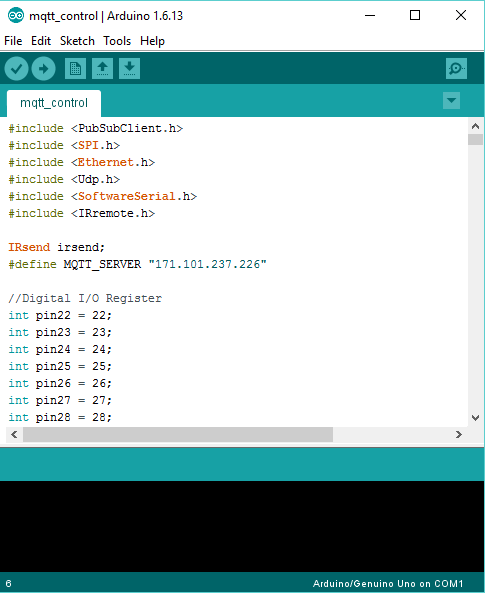 mqtt_control | Arduino 1.6.13
File Edit Sketch Tools Help
mqtt_control
#include <PubSubClient.h>
#include <SPI.h>
#include <Ethernet.h>
#include <Udp.h>
#include <SoftwareSerial.h>
#include <IRremote.h>
IRsend irsend;
#define MQTT_SERVER "171.101.237.226"
//Digital I/O Register
int pin22 = 22;
int pin23 = 23;
int pin24 = 24;
int pin25 = 25;
int pin26 = 26;
int pin27 = 27;
int pin28 = 28;
6 Arduino/Genuino Uno on COM1